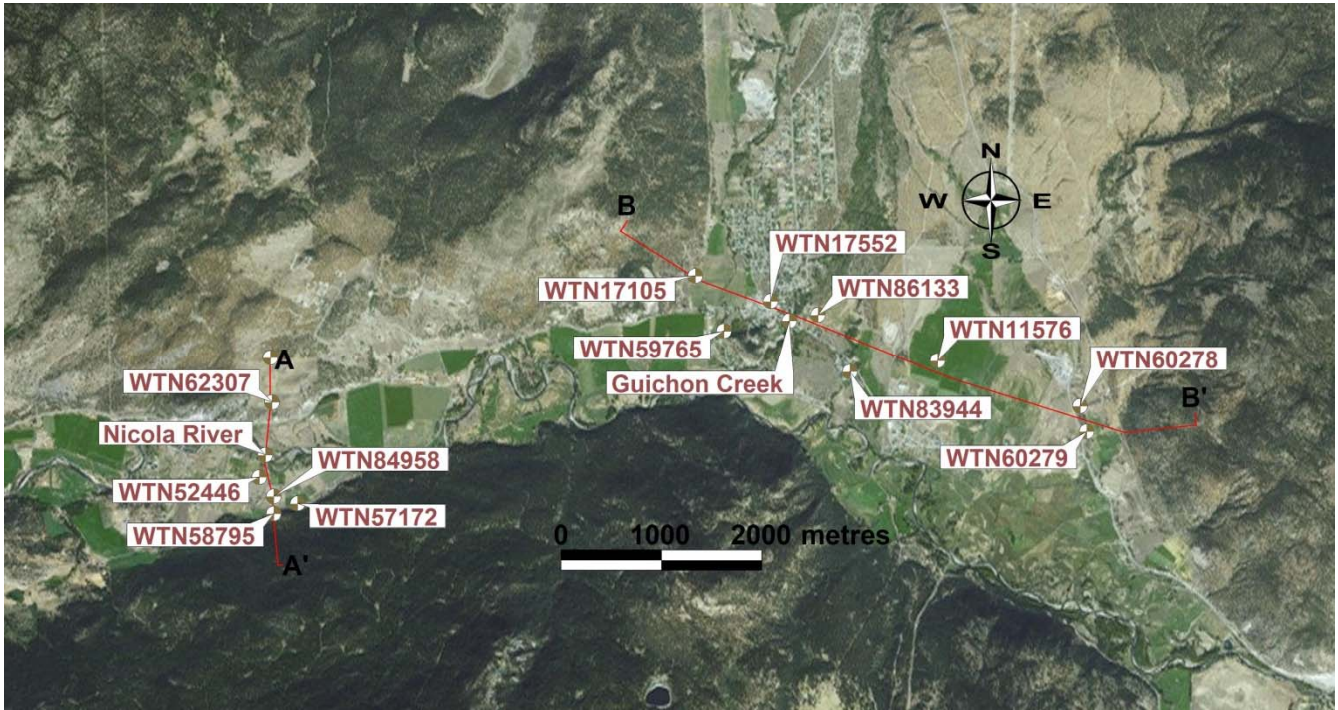 N
W E
S
B
WTN17552
WTN17105
WTN86133
WTN11576
WTN59765
WTN60278
A
Guichon Creek
B'
WTN62307
WTN83944
Nicola River
WTN60279
WTN84958
WTN52446
WTN57172
WTN58795
0 1000 2000 metres
A'